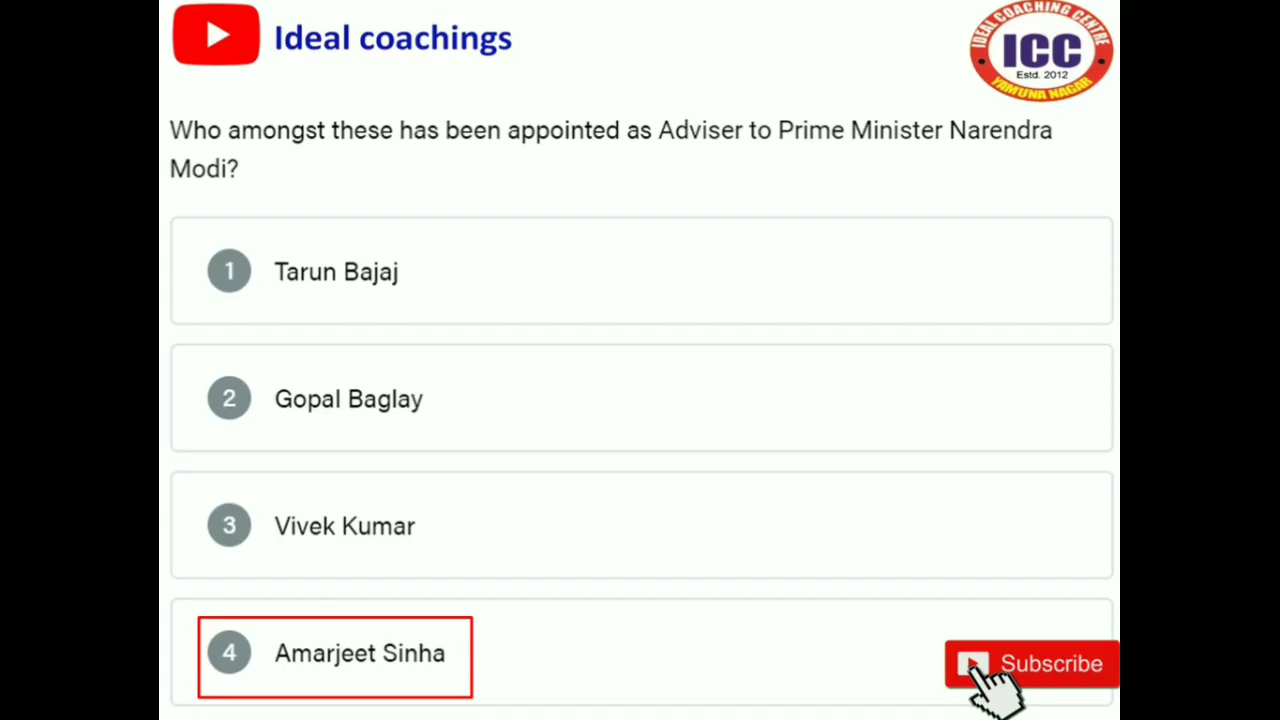 Ideal coachings
IDEAL COACHING CENTRE
ICC
Estd. 2012
YAMUNA NAGAR
Who amongst these has been appointed as Adviser to Prime Minister Narendra
Modi?
1 Tarun Bajaj
2 Gopal Baglay
3 Vivek Kumar
4 Amarjeet Sinha
Subscribe